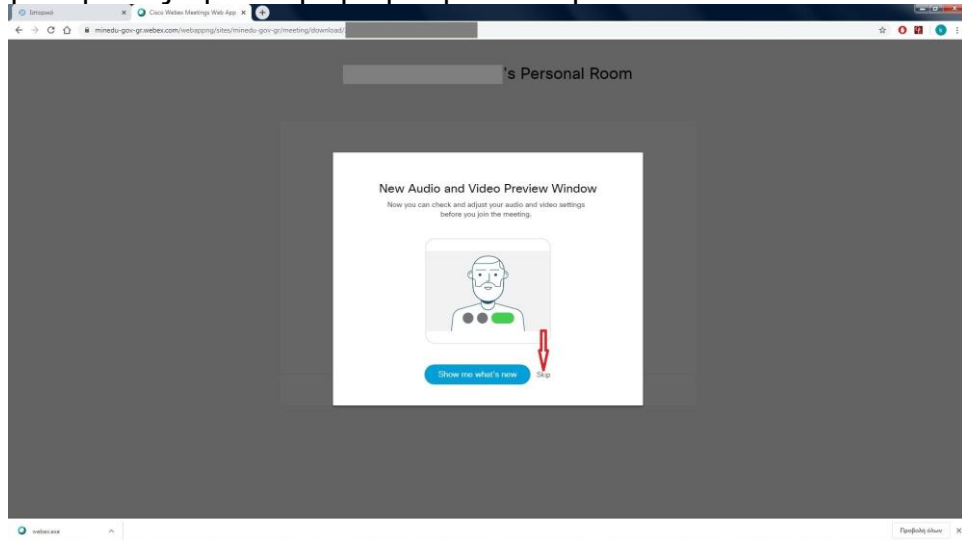 Ιστορικό
Cisco Webex Meetings Web App
minedu-gov-gr.webex.com/webappng/sites/minedu-gov-gr/meeting/download/
's Personal Room
New Audio and Video Preview Window
Now you can check and adjust your audio and video settings
before you join the meeting.
Show me what's new
Skip
webex.exe
Προβολή όλων